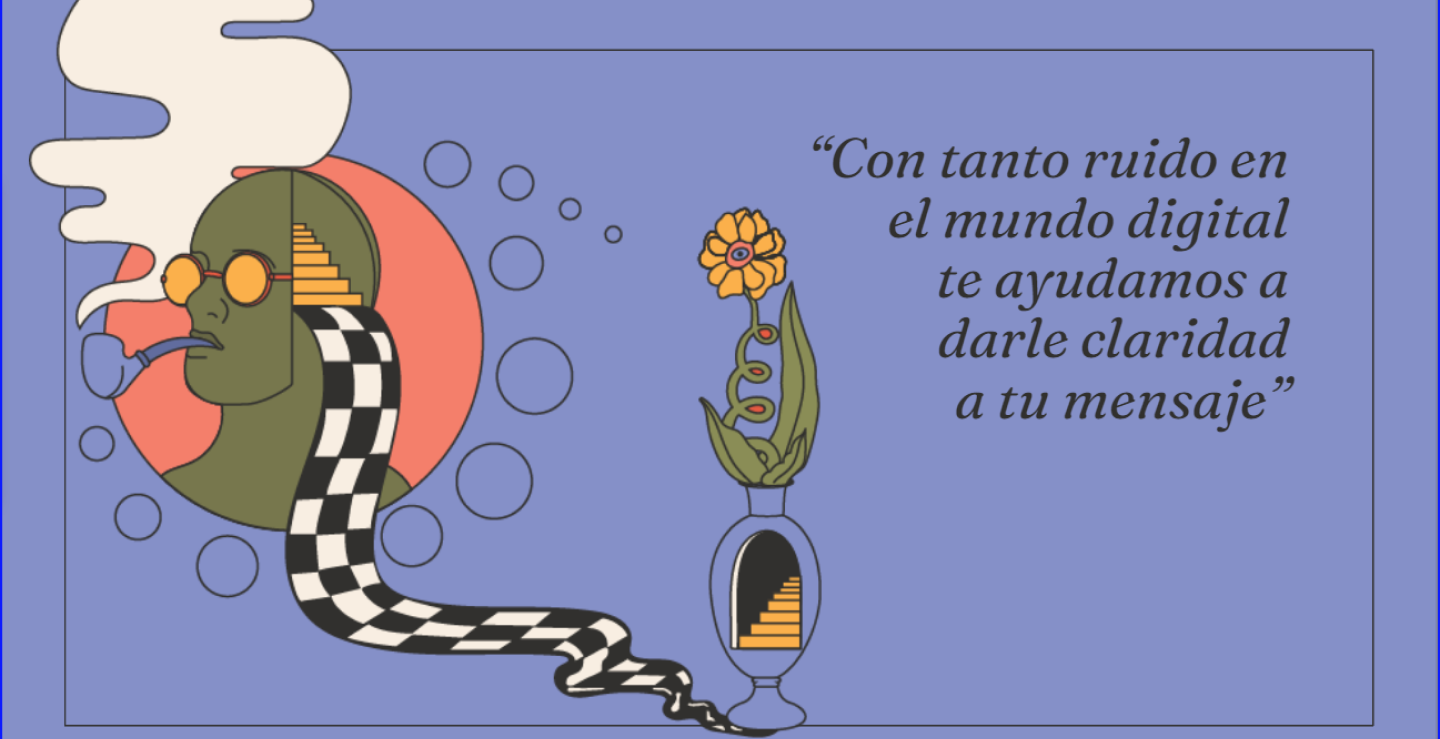 “Con tanto ruido en
el mundo digital
te ayudamos a
darle claridad
a tu mensaje”